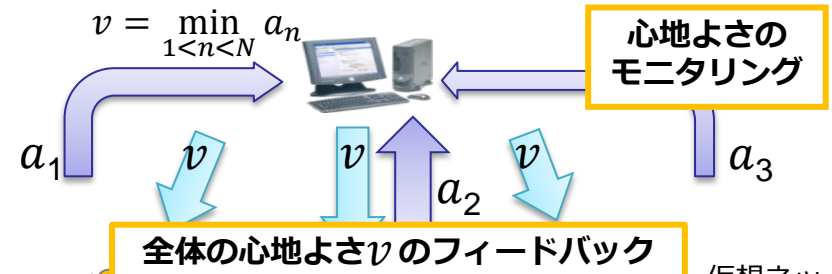 v = min a_n
1<n<N
心地よさの
モニタリング
a_1
v
v
v
a_2
a_3
全体の心地よさvのフィードバック